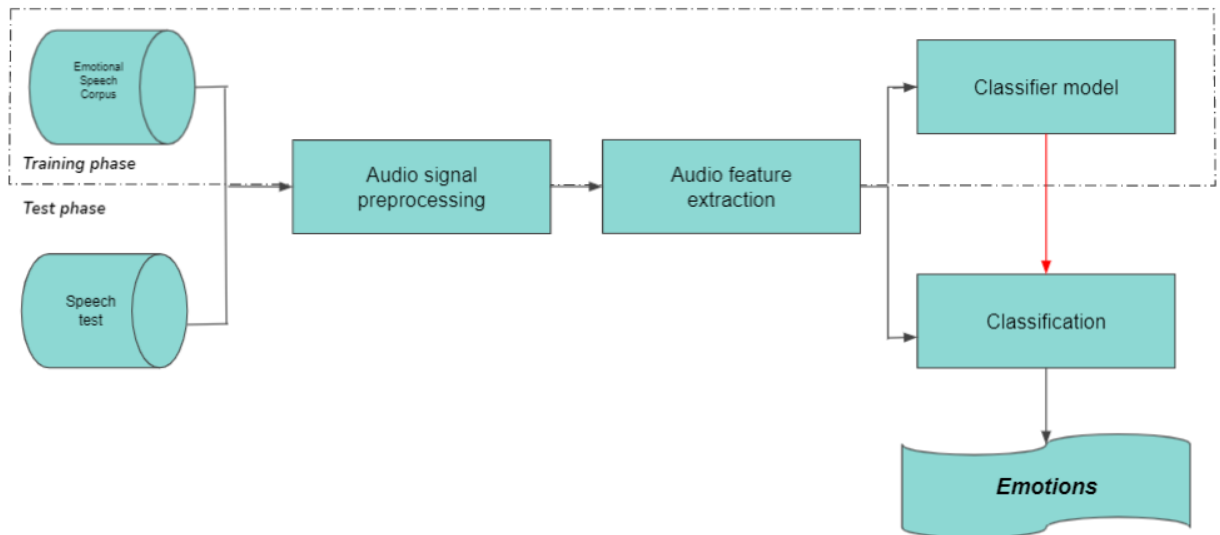 Emotional
Speech
Corpus
Training phase
Test phase
Speech
test
Audio signal
preprocessing
Audio feature
extraction
Classifier model
Classification
Emotions